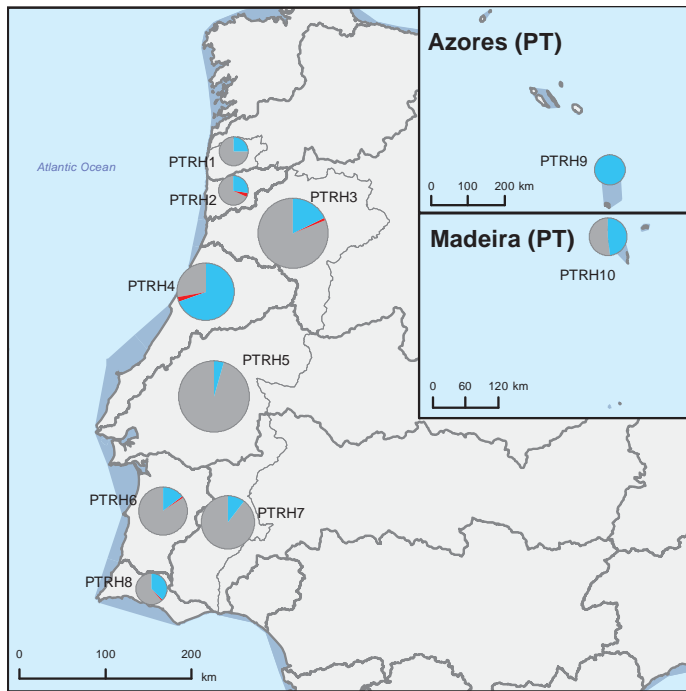 Azores (PT)
Atlantic Ocean
PTRH1
PTRH9
PTRH2
PTRH3
0 100 200 km
Madeira (PT)
PTRH10
PTRH4
PTRH5
0 60 120 km
PTRH6
PTRH7
PTRH8
0 100 200
km